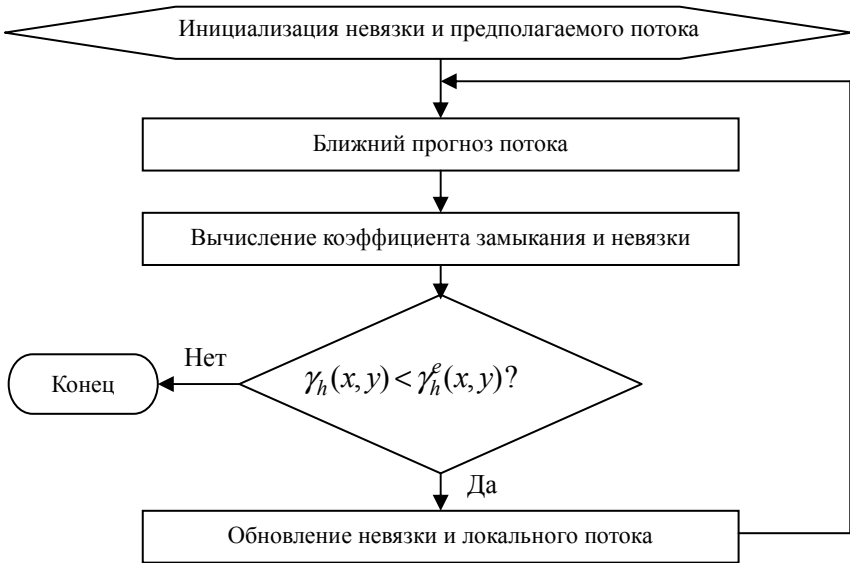 Инициализация невязки и предполагаемого потока
Ближний прогноз потока
Вычисление коэффициента замыкания и невязки
Нет
Конец
γₕ(x, y) < γₕᵉ(x, y)?
Да
Обновление невязки и локального потока